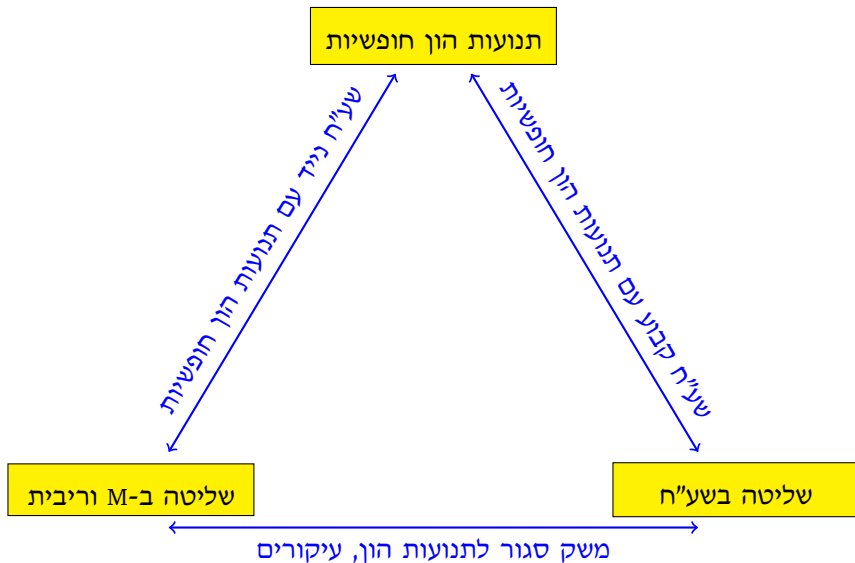 תנועות הון חופשיות
שע"ח קבוע עם תנועות הון חופשיות
שע"ח נייד עם תנועות הון חופשיות
שליטה בשע"ח
שליטה ב-M וריבית
משק סגור לתנועות הון, עיקורים